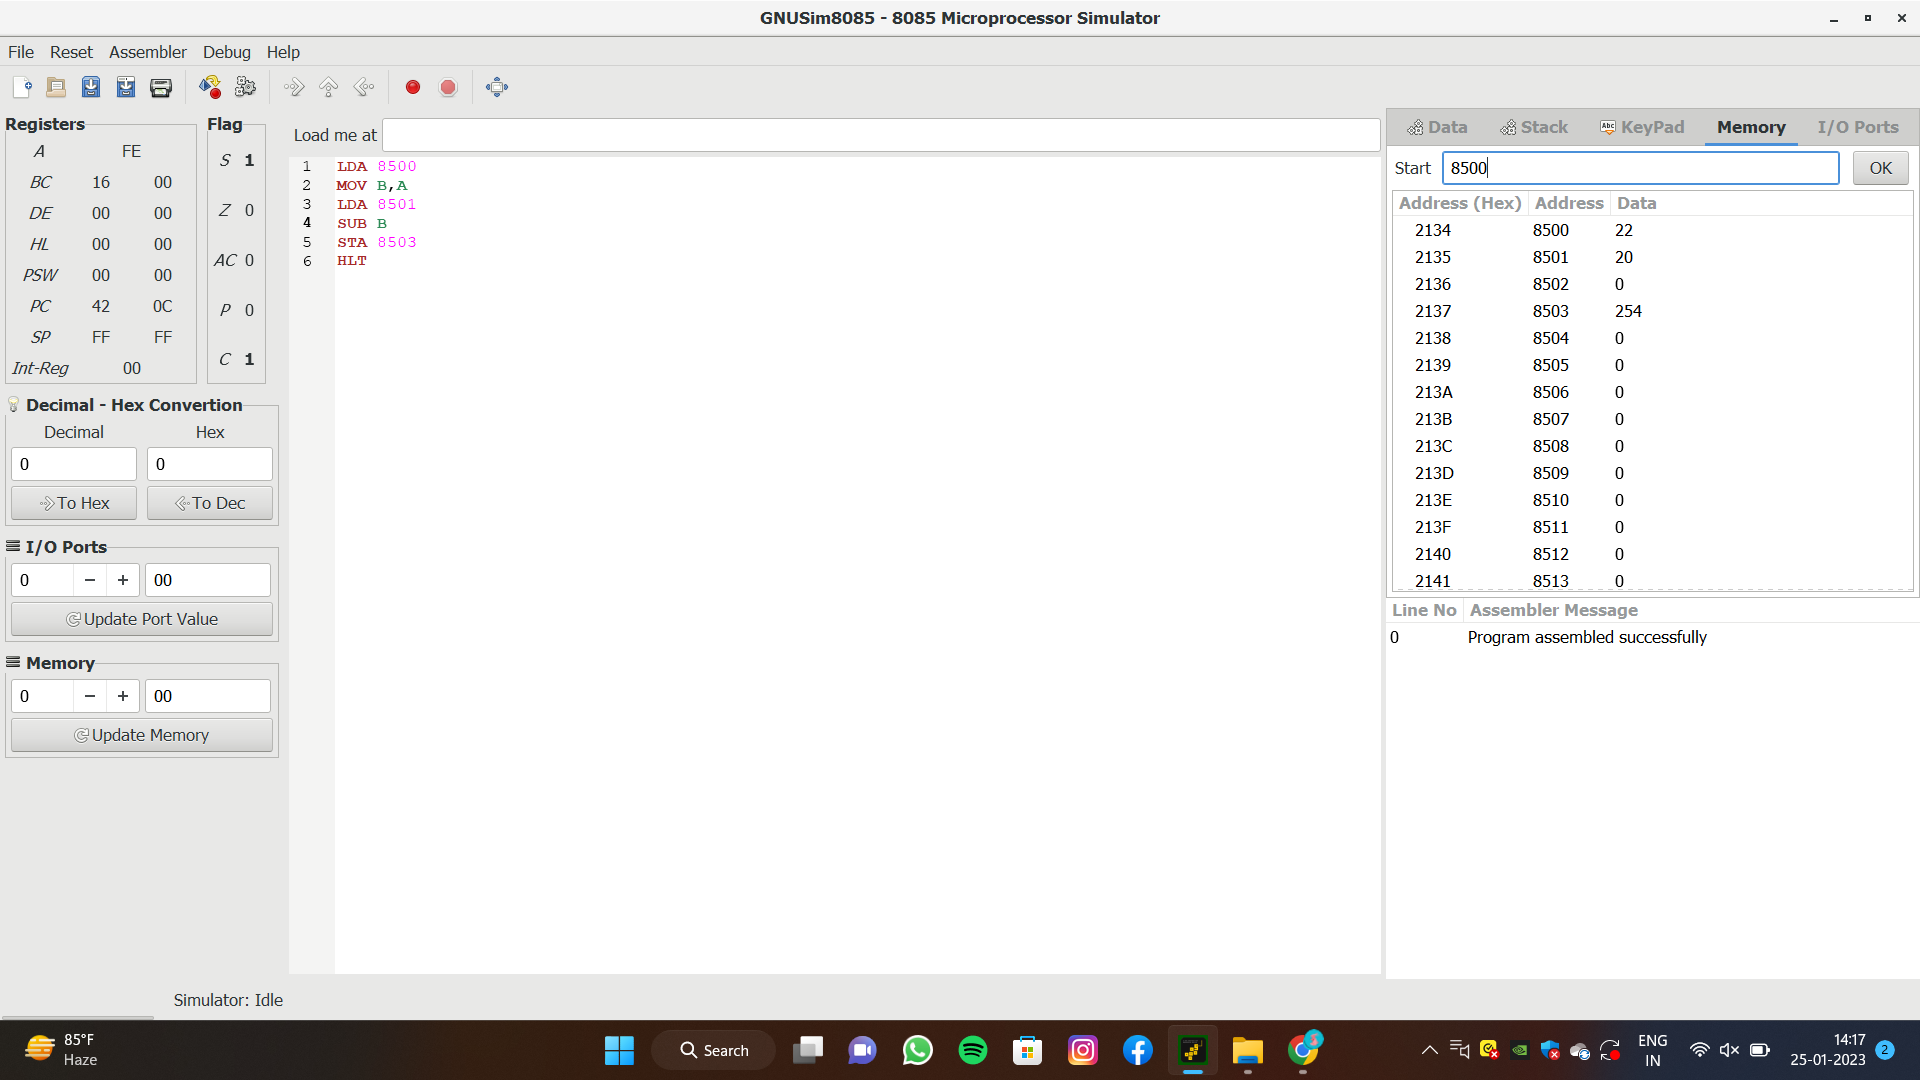 GNUSim8085 - 8085 Microprocessor Simulator
File Reset Assembler Debug Help
Registers
A FE
BC 16 00
DE 00 00
HL 00 00
PSW 00 00
PC 42 0C
SP FF FF
Int-Reg 00
Flag
S 1
Z 0
AC 0
P 0
C 1
Decimal - Hex Convertion
Decimal Hex
0 0
To Hex To Dec
I/O Ports
0 − + 00
Update Port Value
Memory
0 − + 00
Update Memory
Load me at
1 LDA 8500
2 MOV B,A
3 LDA 8501
4 SUB B
5 STA 8503
6 HLT
Data Stack Abc KeyPad Memory I/O Ports
Start 8500 OK
Address (Hex) Address Data
2134 8500 22
2135 8501 20
2136 8502 0
2137 8503 254
2138 8504 0
2139 8505 0
213A 8506 0
213B 8507 0
213C 8508 0
213D 8509 0
213E 8510 0
213F 8511 0
2140 8512 0
2141 8513 0
Line No Assembler Message
0 Program assembled successfully
Simulator: Idle
85°F
Haze
Search
ENG
IN
14:17
25-01-2023
2